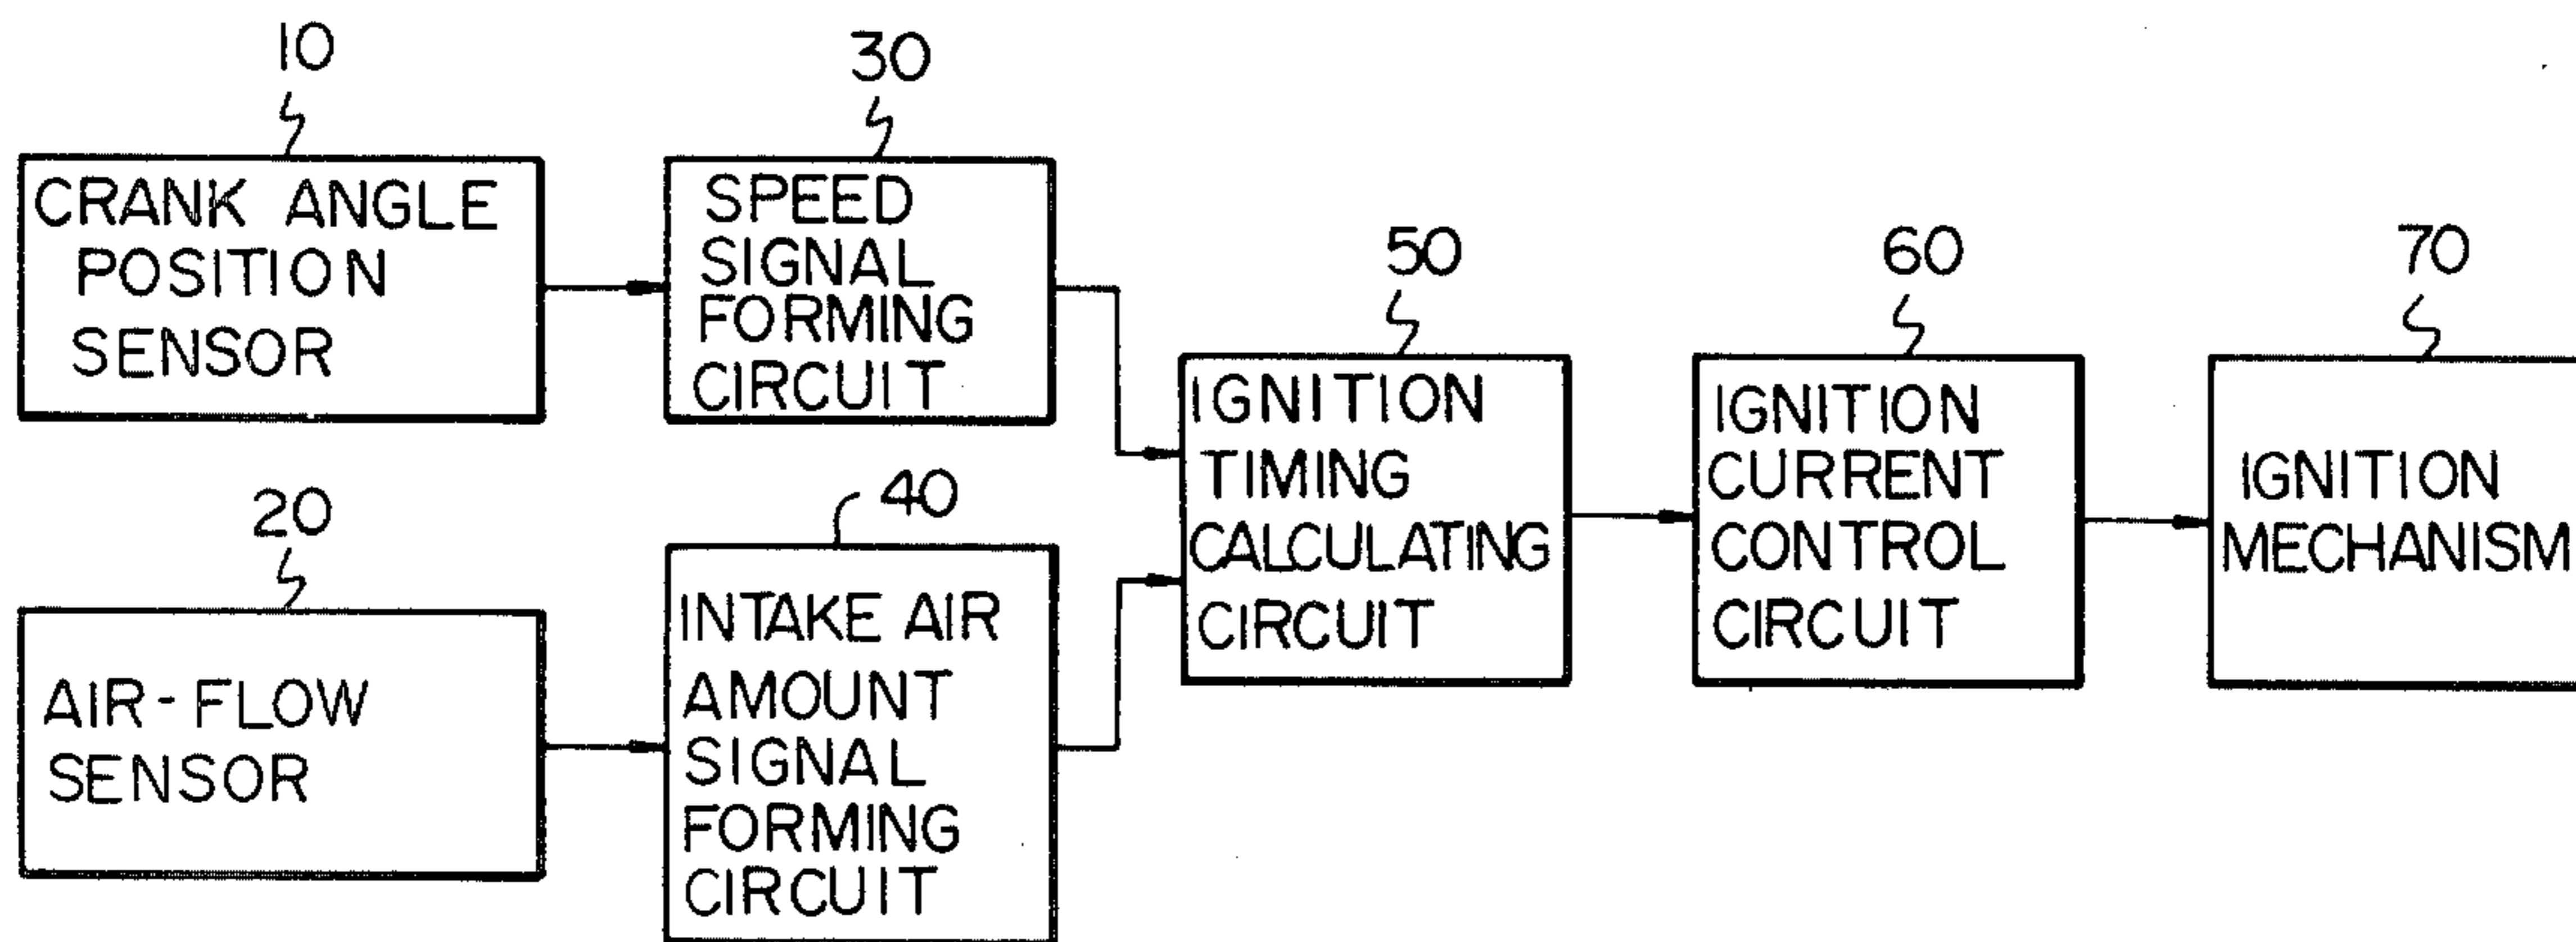 10
CRANK ANGLE
POSITION
SENSOR
30
SPEED
SIGNAL
FORMING
CIRCUIT
20
AIR-FLOW
SENSOR
40
INTAKE AIR
AMOUNT
SIGNAL
FORMING
CIRCUIT
50
IGNITION
TIMING
CALCULATING
CIRCUIT
60
IGNITION
CURRENT
CONTROL
CIRCUIT
70
IGNITION
MECHANISM